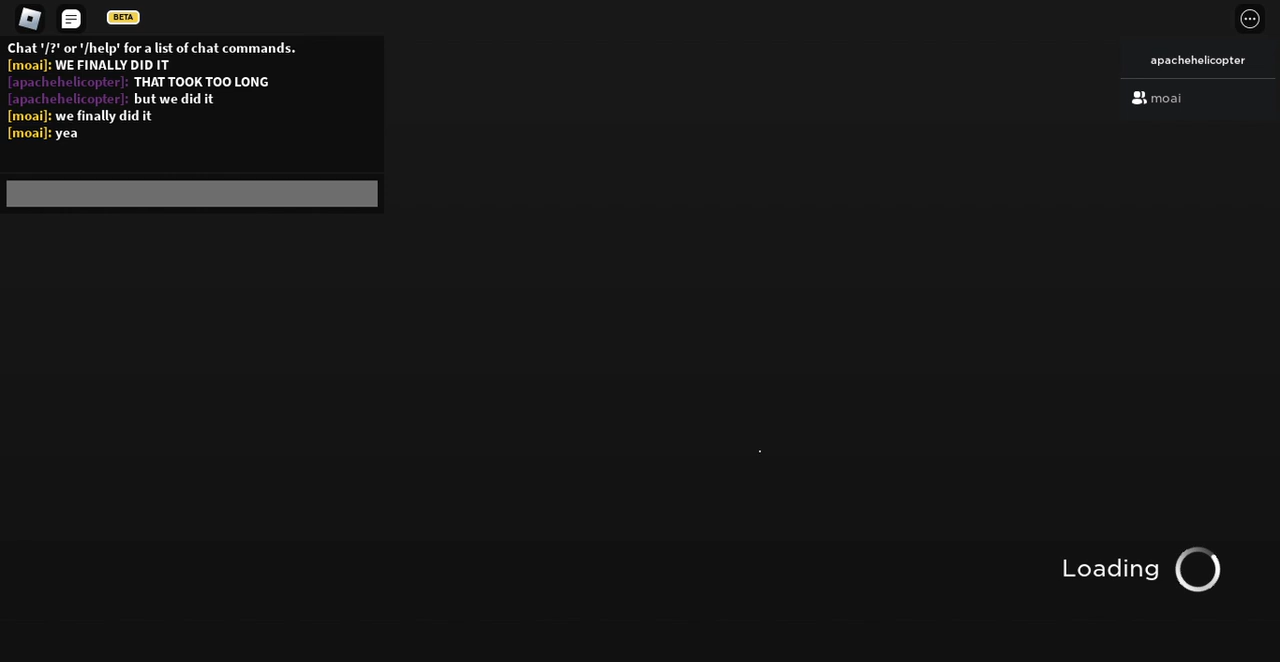 BETA
Chat '/?' or '/help' for a list of chat commands.
[moai]: WE FINALLY DID IT
[apachehelicopter]: THAT TOOK TOO LONG
[apachehelicopter]: but we did it
[moai]: we finally did it
[moai]: yea
apachehelicopter
moai
Loading